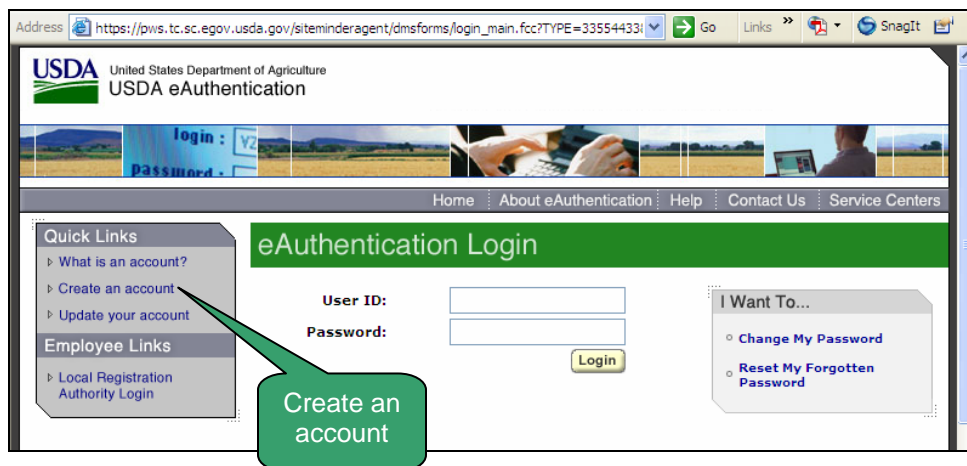 Address https://pws.tc.sc.egov.usda.gov/siteminderagent/dmsforms/login_main.fcc?TYPE=33554433& Go Links » SnagIt
USDA United States Department of Agriculture
USDA eAuthentication
login : YZ
password :
Home About eAuthentication Help Contact Us Service Centers
Quick Links
What is an account?
Create an account
Update your account
Employee Links
Local Registration
Authority Login
eAuthentication Login
User ID:
Password:
Login
I Want To...
Change My Password
Reset My Forgotten
Password
Create an
account